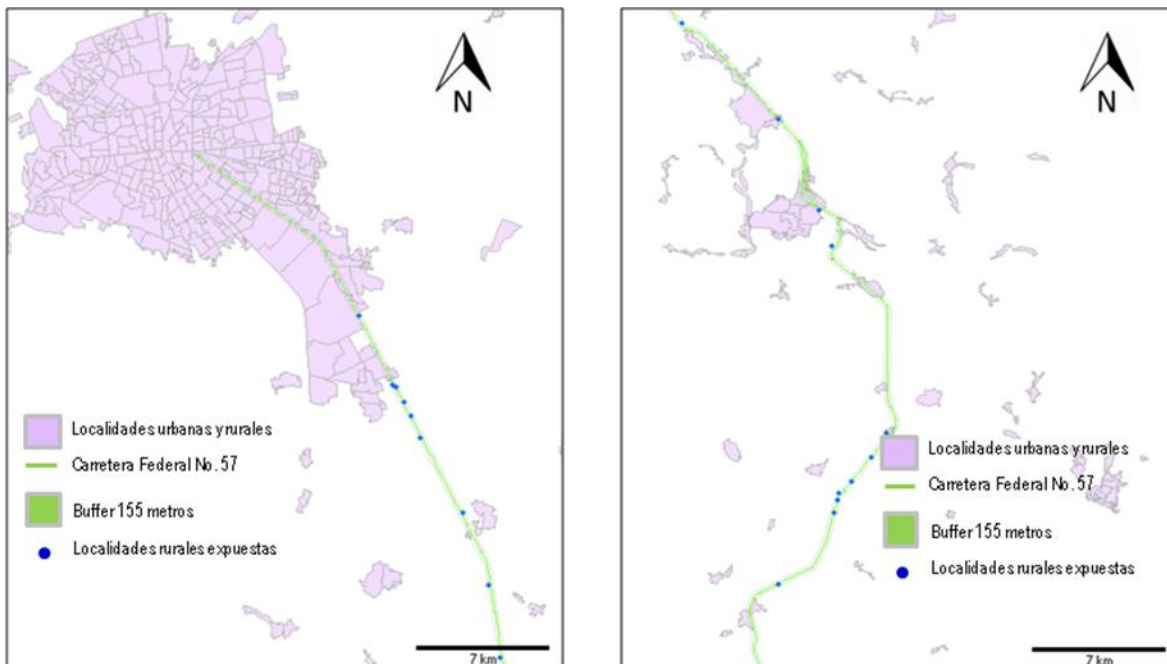 N
Localidades urbanas y rurales
Carretera Federal No. 57
Buffer 155 metros
Localidades rurales expuestas
7 km
N
Localidades urbanas y rurales
Carretera Federal No. 57
Buffer 155 metros
Localidades rurales expuestas
7 km